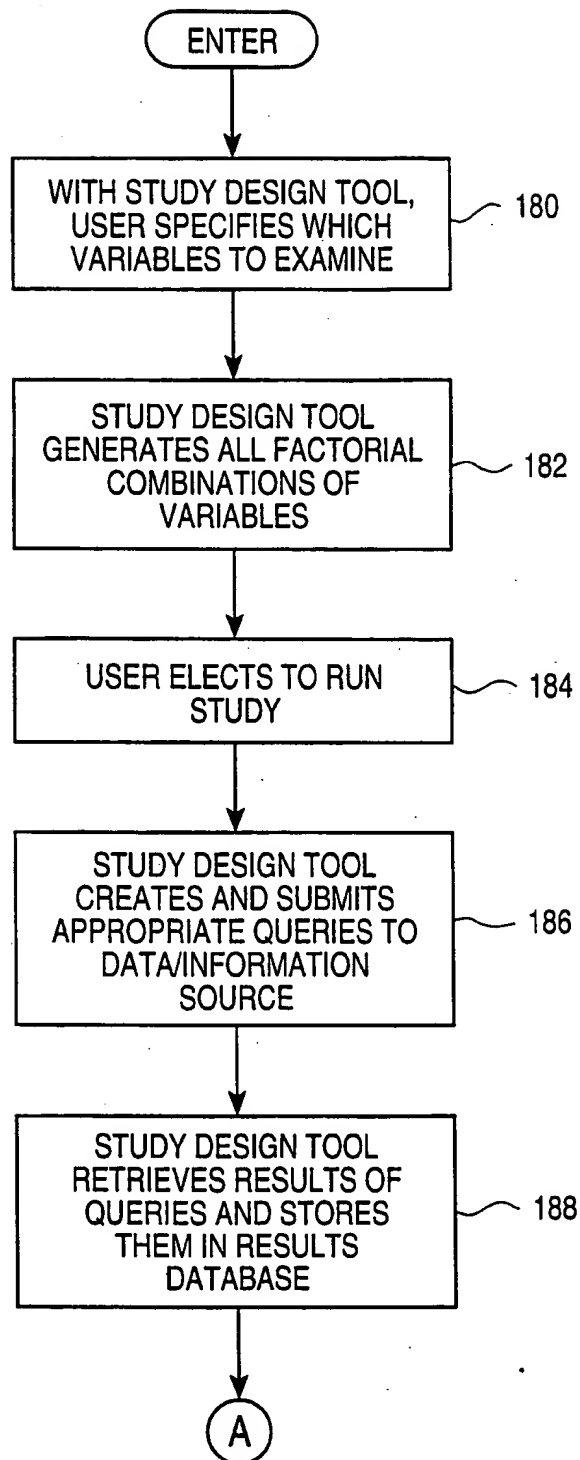 ENTER
WITH STUDY DESIGN TOOL,
USER SPECIFIES WHICH
VARIABLES TO EXAMINE
180
STUDY DESIGN TOOL
GENERATES ALL FACTORIAL
COMBINATIONS OF
VARIABLES
182
USER ELECTS TO RUN
STUDY
184
STUDY DESIGN TOOL
CREATES AND SUBMITS
APPROPRIATE QUERIES TO
DATA/INFORMATION
SOURCE
186
STUDY DESIGN TOOL
RETRIEVES RESULTS OF
QUERIES AND STORES
THEM IN RESULTS
DATABASE
188
A